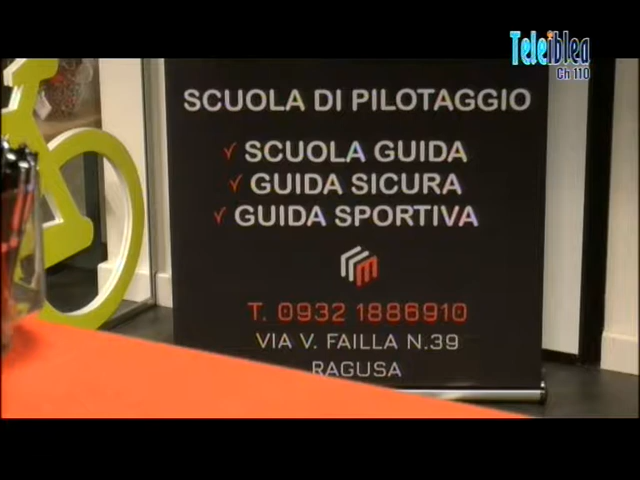 Teleiblea
Ch 110
SCUOLA DI PILOTAGGIO
✓ SCUOLA GUIDA
✓ GUIDA SICURA
✓ GUIDA SPORTIVA
T. 0932 1886910
VIA V. FAILLA N.39
RAGUSA